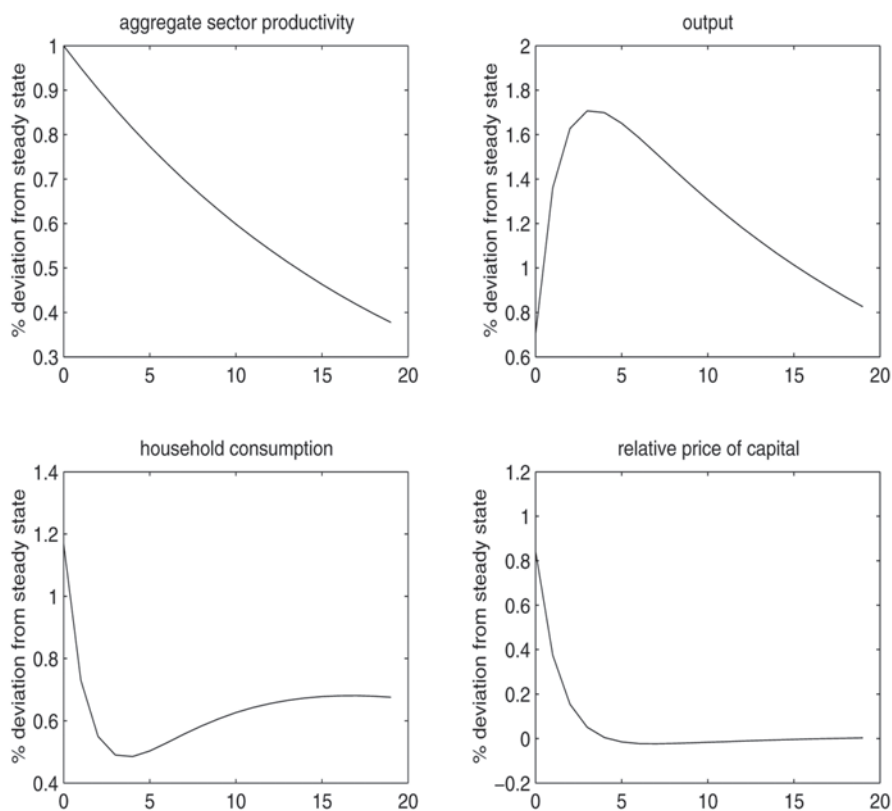 aggregate sector productivity
% deviation from steady state
1
0.9
0.8
0.7
0.6
0.5
0.4
0.3
0 5 10 15 20
output
% deviation from steady state
2
1.8
1.6
1.4
1.2
1
0.8
0.6
0 5 10 15 20
household consumption
% deviation from steady state
1.4
1.2
1
0.8
0.6
0.4
0 5 10 15 20
relative price of capital
% deviation from steady state
1.2
1
0.8
0.6
0.4
0.2
0
−0.2
0 5 10 15 20